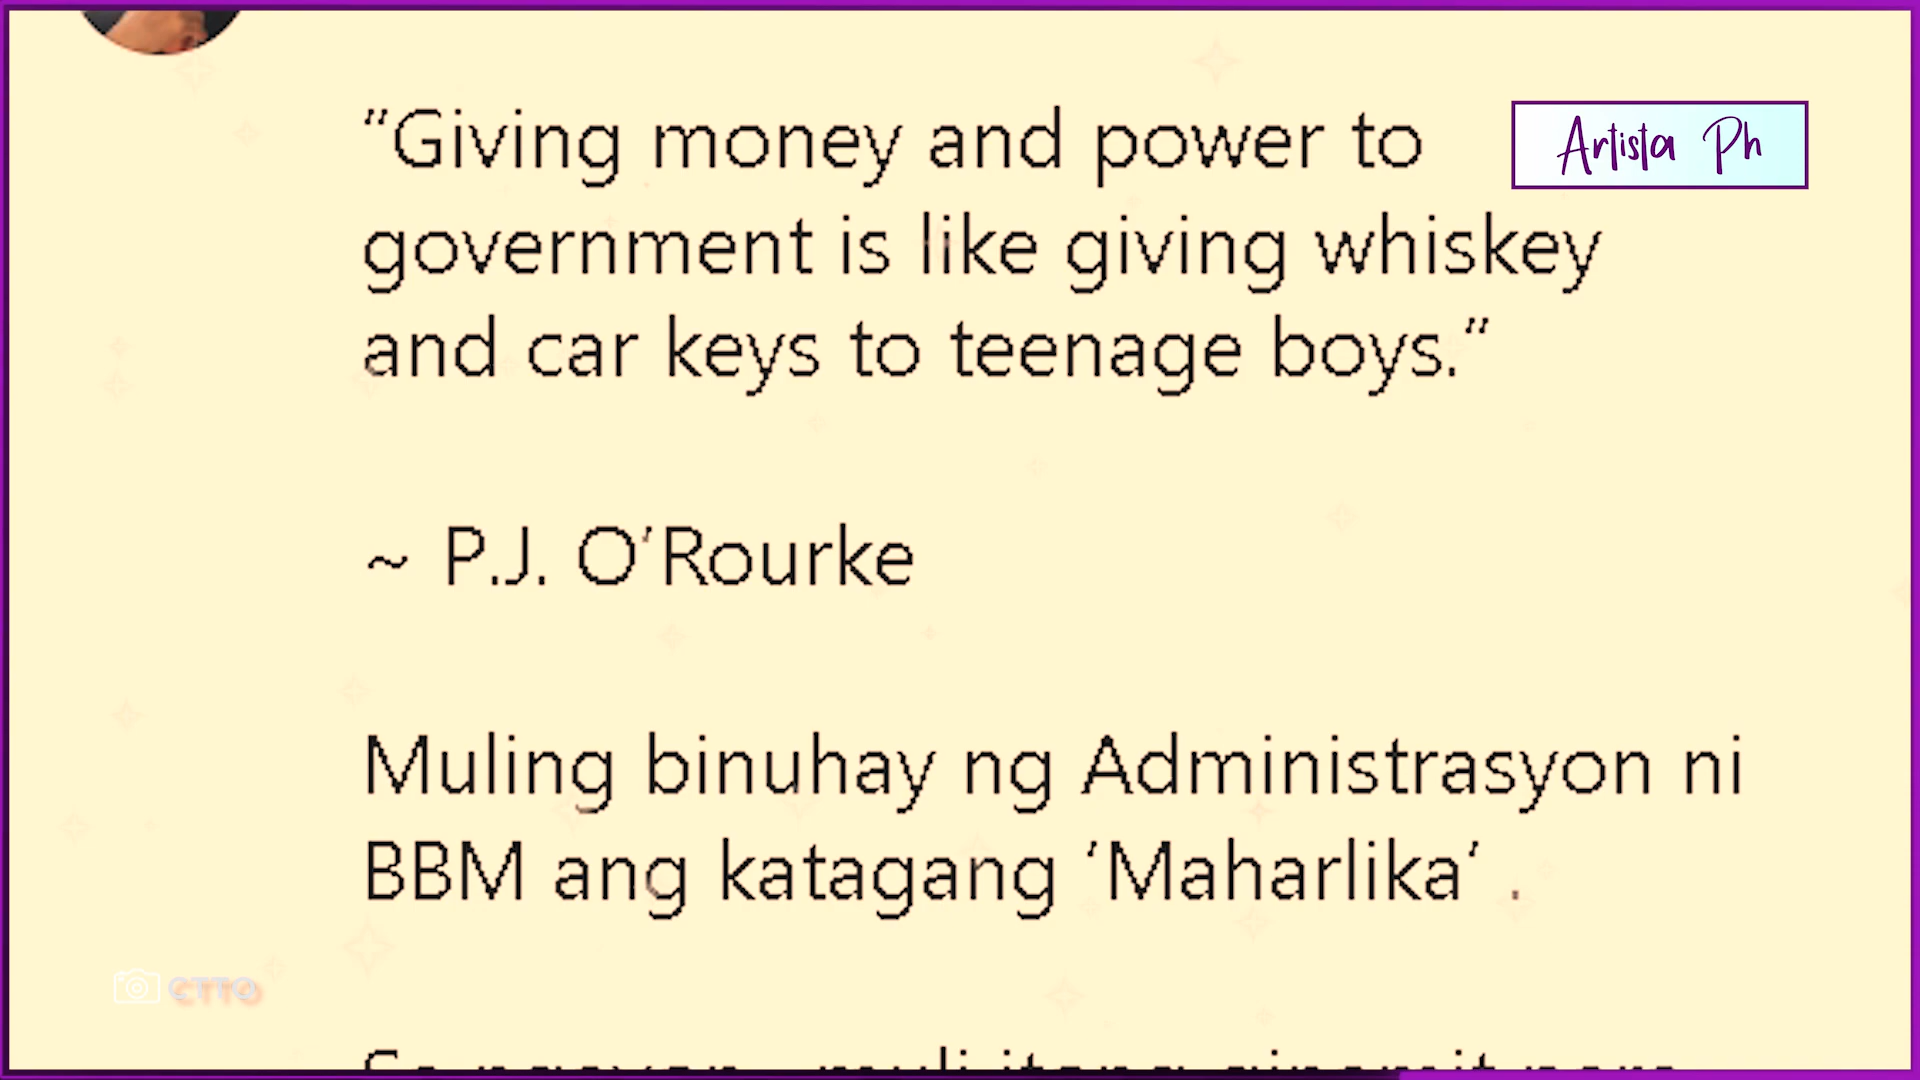 “Giving money and power to
Artista Ph
government is like giving whiskey
and car keys to teenage boys.”
~ P.J. O’Rourke
Muling binuhay ng Administrasyon ni
BBM ang katagang ‘Maharlika’ .
CTTO